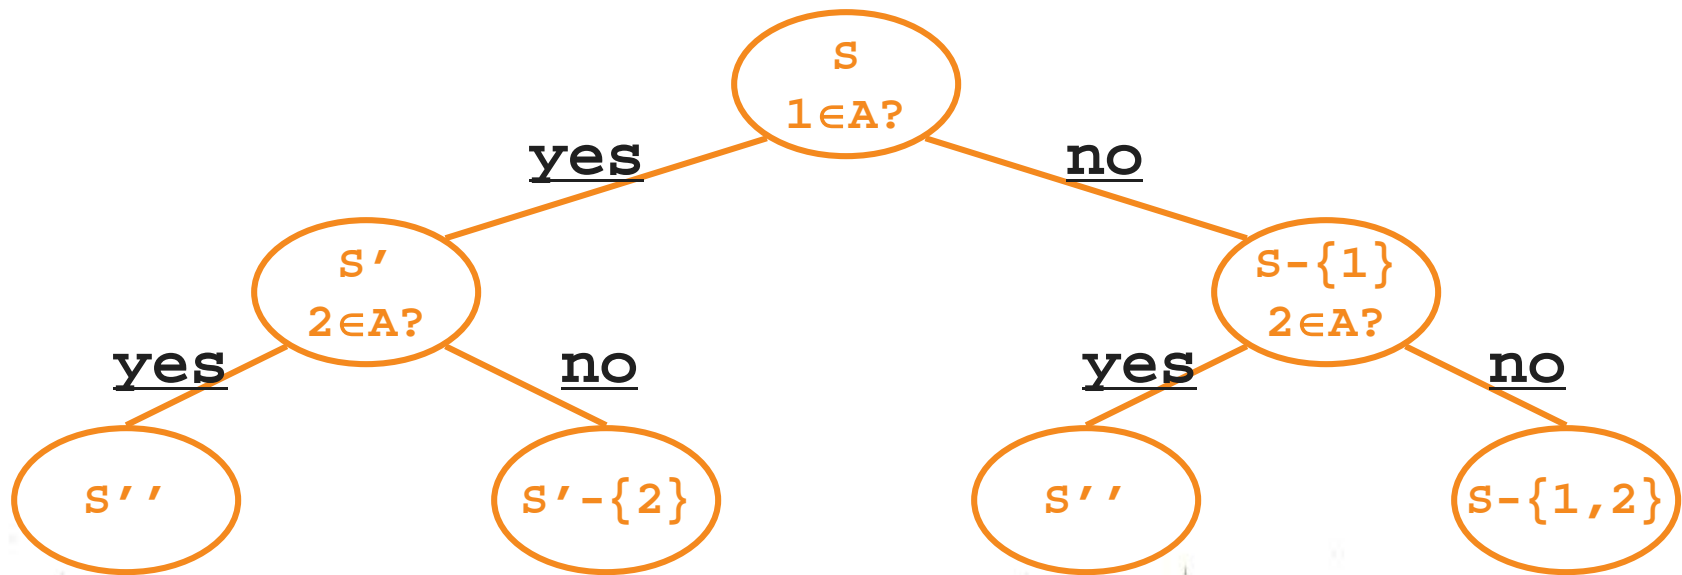 S
1∈A?
yes
no
S'
2∈A?
S-{1}
2∈A?
yes
no
yes
no
S''
S'-{2}
S''
S-{1,2}